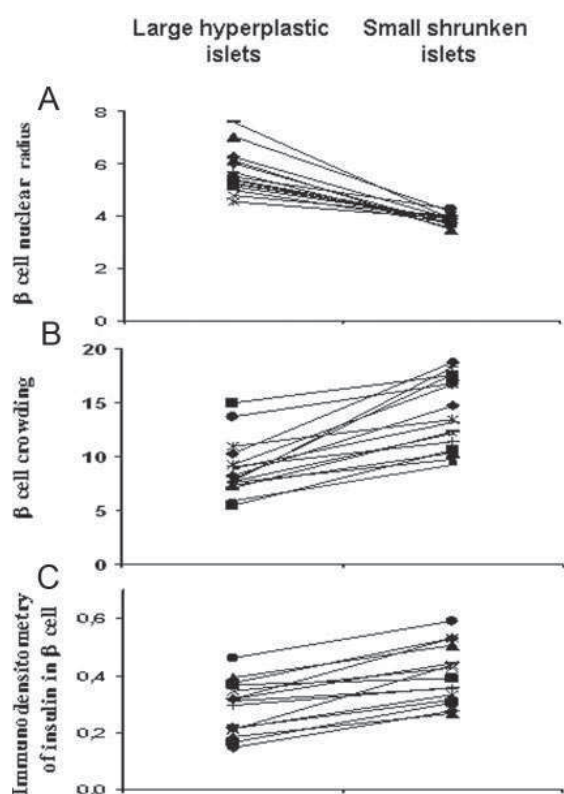 Large hyperplastic islets
Small shrunken islets
A
β cell nuclear radius
8
6
4
2
0
B
β cell crowding
20
15
10
5
0
C
Immunodensitometry
of insulin in β cell
0,6
0,4
0,2
0,0